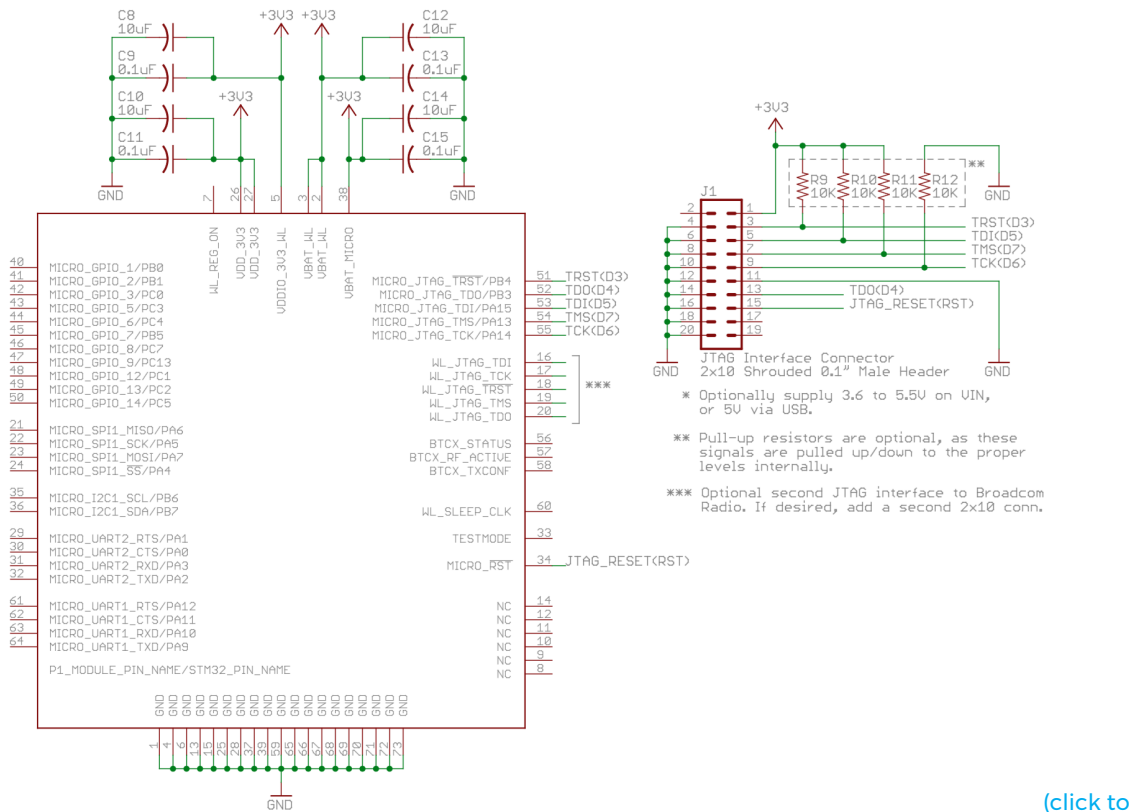 C8
10uF
+3V3
+3V3
C12
10uF
C9
0.1uF
C13
0.1uF
C10
10uF
+3V3
+3V3
C14
10uF
C11
0.1uF
C15
0.1uF
GND
GND
7
26
27
5
3
2
38
WL_REG_ON
VDD_3V3
VDD_3V3
VDDIO_3V3_WL
VBAT_WL
VBAT_WL
VBAT_MICRO
40 MICRO_GPIO_1/PB0
41 MICRO_GPIO_2/PB1
42 MICRO_GPIO_3/PC0
43 MICRO_GPIO_5/PC3
44 MICRO_GPIO_6/PC4
45 MICRO_GPIO_7/PB5
46 MICRO_GPIO_8/PC7
47 MICRO_GPIO_9/PC13
48 MICRO_GPIO_12/PC1
49 MICRO_GPIO_13/PC2
50 MICRO_GPIO_14/PC5
21 MICRO_SPI1_MISO/PA6
22 MICRO_SPI1_SCK/PA5
23 MICRO_SPI1_MOSI/PA7
24 MICRO_SPI1_SS/PA4
35 MICRO_I2C1_SCL/PB6
36 MICRO_I2C1_SDA/PB7
29 MICRO_UART2_RTS/PA1
30 MICRO_UART2_CTS/PA0
31 MICRO_UART2_RXD/PA3
32 MICRO_UART2_TXD/PA2
61 MICRO_UART1_RTS/PA12
62 MICRO_UART1_CTS/PA11
63 MICRO_UART1_RXD/PA10
64 MICRO_UART1_TXD/PA9
P1_MODULE_PIN_NAME/STM32_PIN_NAME
MICRO_JTAG_TRST/PB4 51 TRST(D3)
MICRO_JTAG_TDO/PB3 52 TDO(D4)
MICRO_JTAG_TDI/PA15 53 TDI(D5)
MICRO_JTAG_TMS/PA13 54 TMS(D7)
MICRO_JTAG_TCK/PA14 55 TCK(D6)
WL_JTAG_TDI 16
WL_JTAG_TCK 17
WL_JTAG_TRST 18 ***
WL_JTAG_TMS 19
WL_JTAG_TDO 20
BTCX_STATUS 56
BTCX_RF_ACTIVE 57
BTCX_TXCONF 58
WL_SLEEP_CLK 60
TESTMODE 33
MICRO_RST 34 JTAG_RESET(RST)
NC 14
NC 12
NC 11
NC 10
NC 9
NC 8
GND GND GND GND GND GND GND GND GND GND GND GND GND GND GND GND GND GND GND
1 4 6 13 15 25 28 37 39 59 65 66 67 68 69 70 71 72 73
GND
+3V3
**
R9 R10 R11 R12
10K 10K 10K 10K
GND
J1
2 1
4 3 TRST(D3)
6 5 TDI(D5)
8 7 TMS(D7)
10 9 TCK(D6)
12 11
14 13 TDO(D4)
16 15 JTAG_RESET(RST)
18 17
20 19
GND
GND
JTAG Interface Connector
2x10 Shrouded 0.1" Male Header
* Optionally supply 3.6 to 5.5V on VIN,
or 5V via USB.
** Pull-up resistors are optional, as these
signals are pulled up/down to the proper
levels internally.
*** Optional second JTAG interface to Broadcom
Radio. If desired, add a second 2x10 conn.
(click to